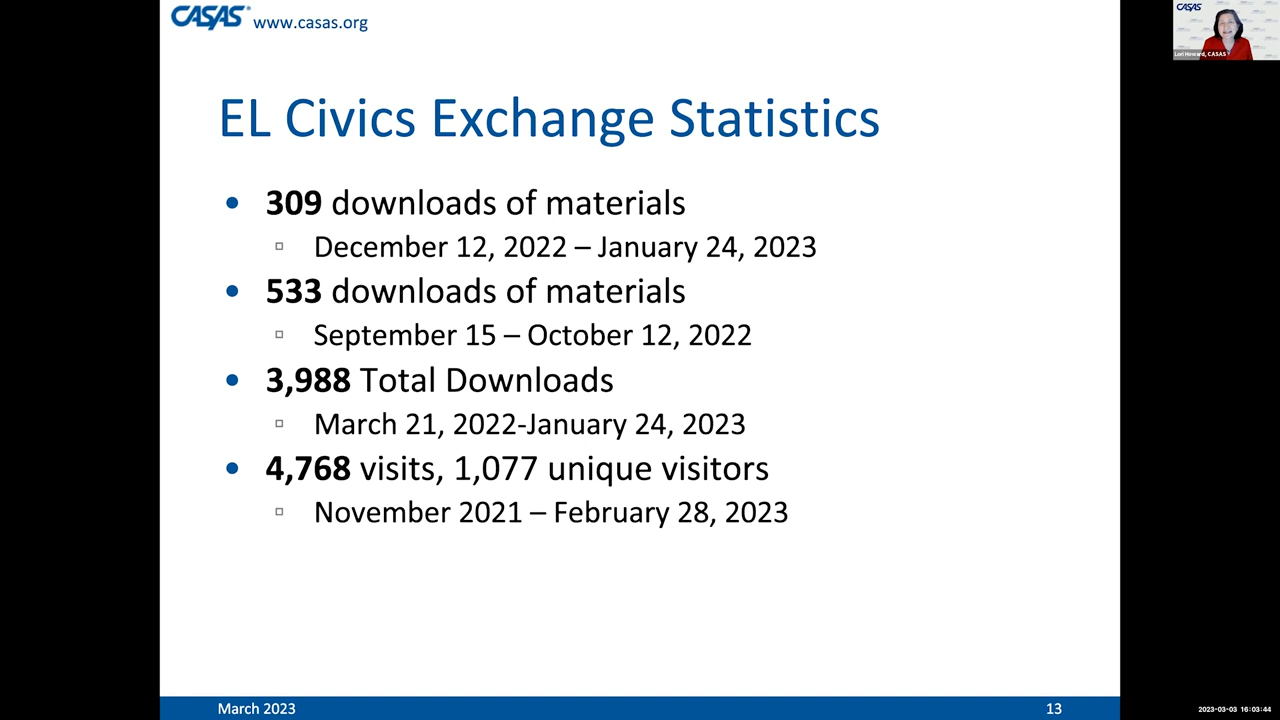 CASAS® www.casas.org
CASAS
Lori Howard, CASAS
EL Civics Exchange Statistics
• 309 downloads of materials
▫ December 12, 2022 – January 24, 2023
• 533 downloads of materials
▫ September 15 – October 12, 2022
• 3,988 Total Downloads
▫ March 21, 2022-January 24, 2023
• 4,768 visits, 1,077 unique visitors
▫ November 2021 – February 28, 2023
March 2023 13
2023-03-03 16:03:44